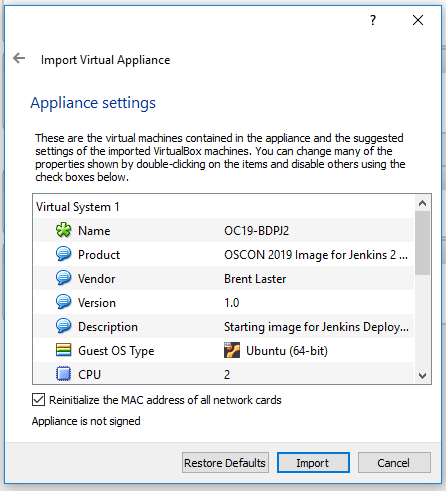 ?
Import Virtual Appliance
Appliance settings
These are the virtual machines contained in the appliance and the suggested
settings of the imported VirtualBox machines. You can change many of the
properties shown by double-clicking on the items and disable others using the
check boxes below.
Virtual System 1
Name OC19-BDPJ2
Product OSCON 2019 Image for Jenkins 2 ...
Vendor Brent Laster
Version 1.0
Description Starting image for Jenkins Deploy...
Guest OS Type Ubuntu (64-bit)
CPU 2
Reinitialize the MAC address of all network cards
Appliance is not signed
Restore Defaults Import Cancel